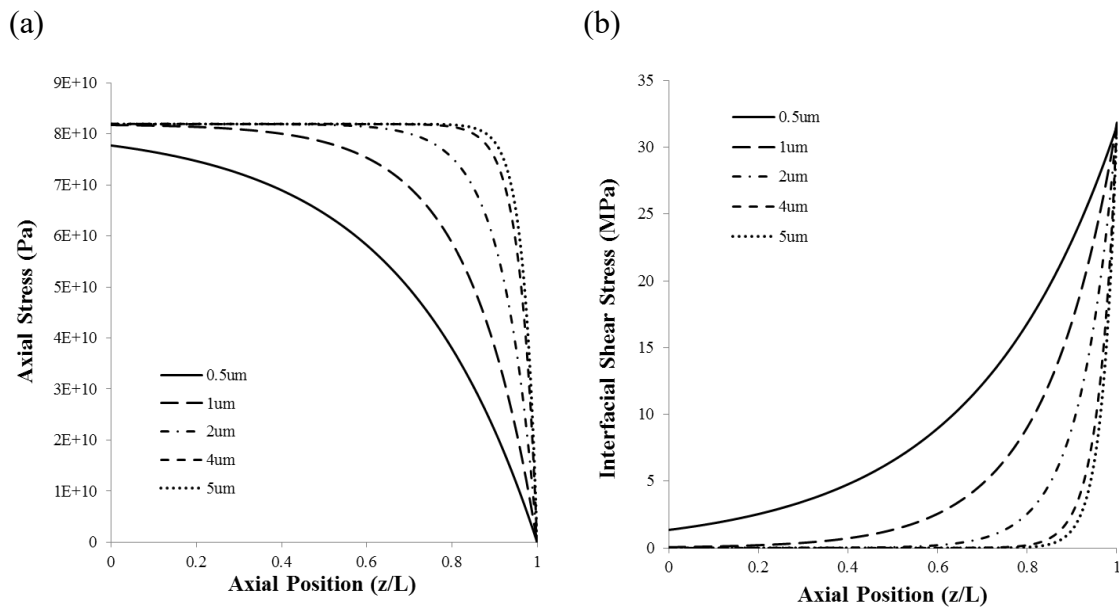 (a)
(b)
9E+10
8E+10
7E+10
6E+10
5E+10
4E+10
3E+10
2E+10
1E+10
0
Axial Stress (Pa)
0.5um
1um
2um
4um
5um
0 0.2 0.4 0.6 0.8 1
Axial Position (z/L)
35
30
25
20
15
10
5
0
Interfacial Shear Stress (MPa)
0.5um
1um
2um
4um
5um
0 0.2 0.4 0.6 0.8 1
Axial Position (z/L)